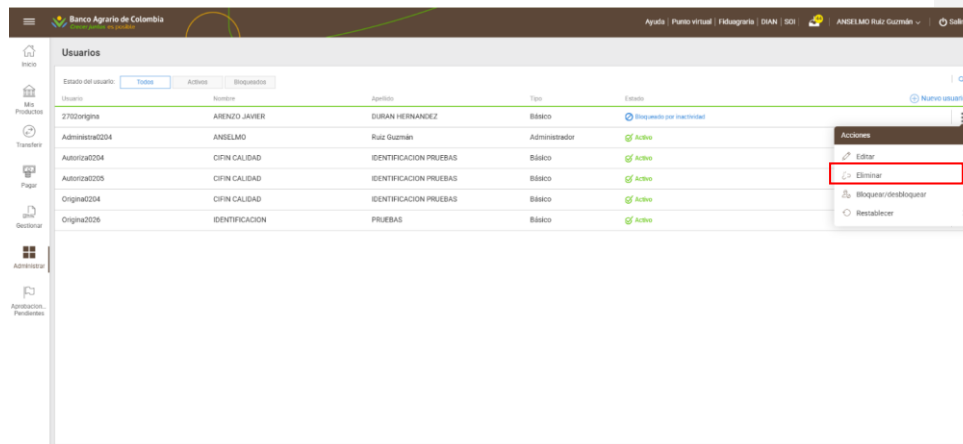 Banco Agrario de Colombia
Crecer juntos es posible
Ayuda | Punto virtual | Fiduagraria | DIAN | SOI | ANSELMO Ruiz Guzmán | Salir
Inicio
Mis
Productos
Transferir
Pagar
Gestionar
Administrar
Aprobacion...
Pendientes
Usuarios
Estado del usuario: Todos Activos Bloqueados
Usuario Nombre Apellido Tipo Estado Nuevo usuari
2702origina ARENZO JAVIER DURAN HERNANDEZ Básico Bloqueado por inactividad
Administra0204 ANSELMO Ruiz Guzmán Administrador Activo
Autoriza0204 CIFIN CALIDAD IDENTIFICACION PRUEBAS Básico Activo
Autoriza0205 CIFIN CALIDAD IDENTIFICACION PRUEBAS Básico Activo
Origina0204 CIFIN CALIDAD IDENTIFICACION PRUEBAS Básico Activo
Origina2026 IDENTIFICACION PRUEBAS Básico Activo
Acciones
Editar
Eliminar
Bloquear/desbloquear
Restablecer